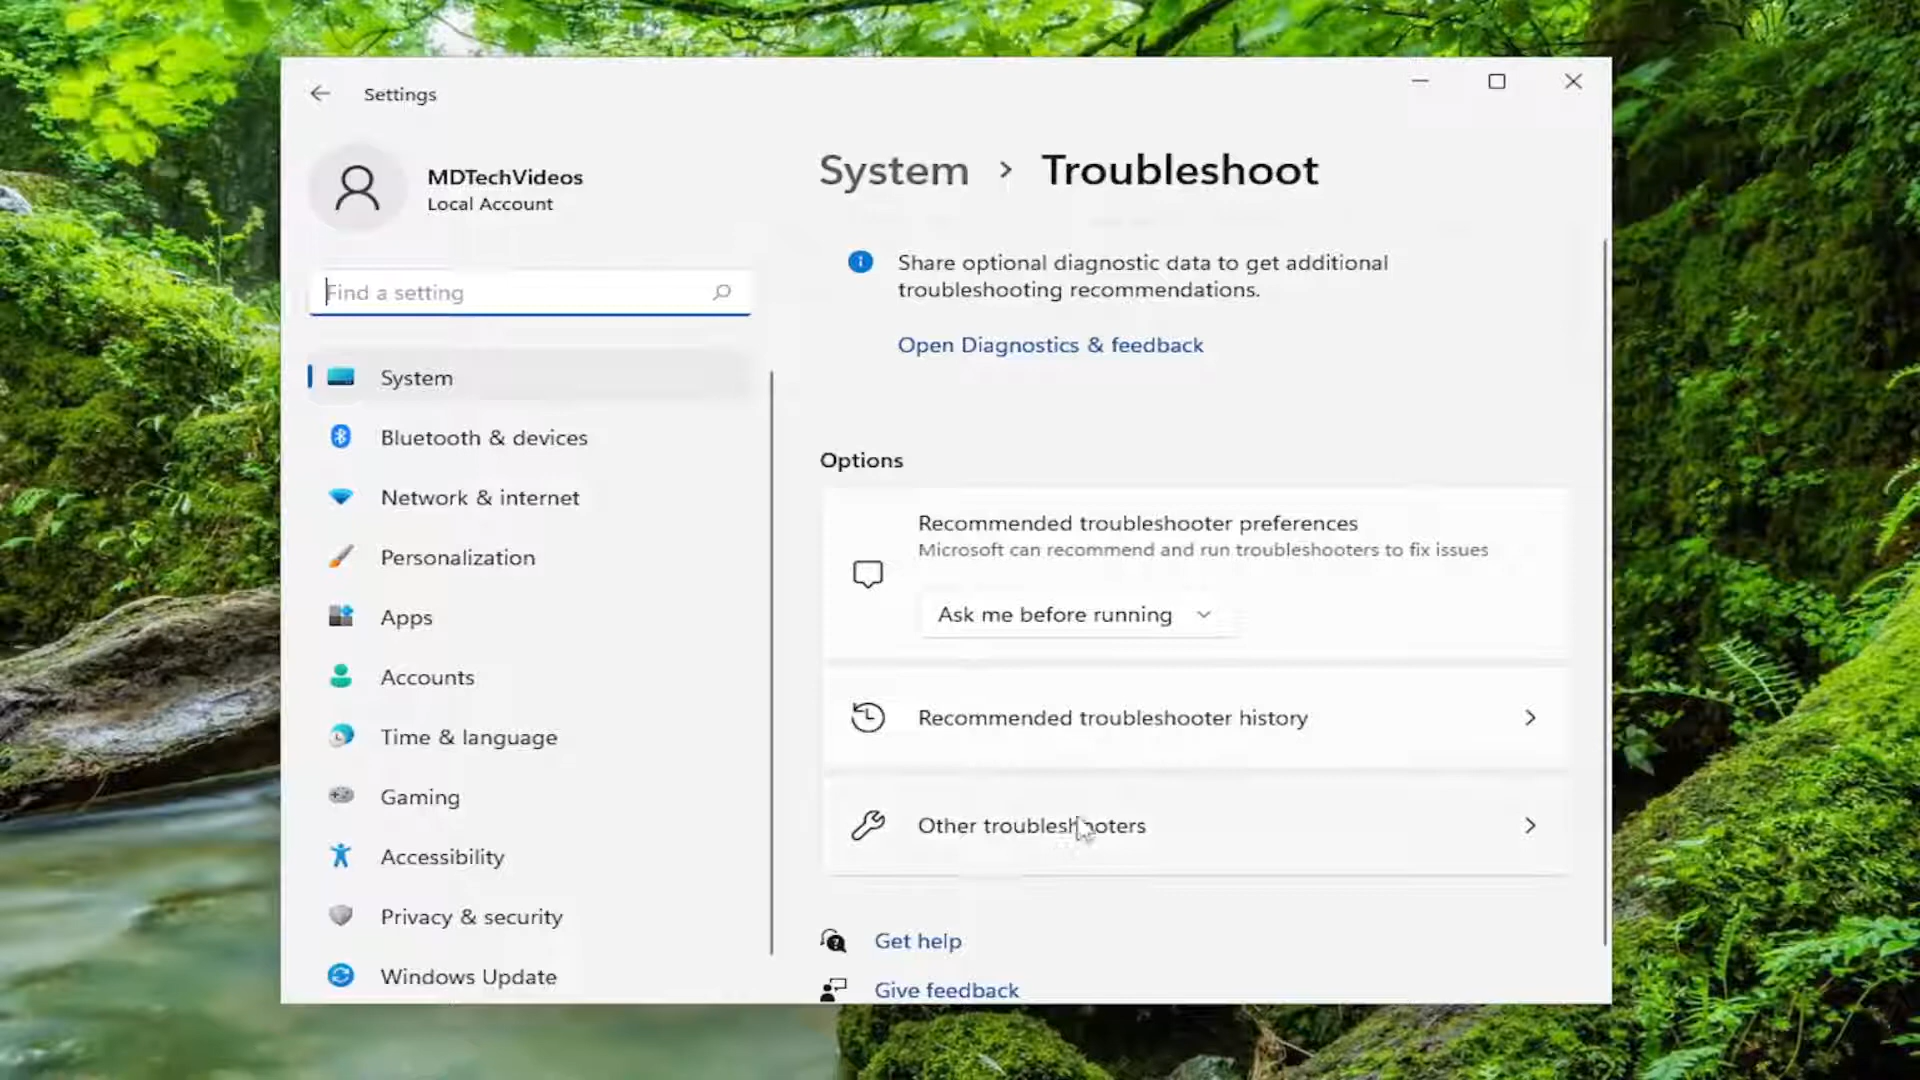 Settings
MDTechVideos
Local Account
Find a setting
System
Bluetooth & devices
Network & internet
Personalization
Apps
Accounts
Time & language
Gaming
Accessibility
Privacy & security
Windows Update
System > Troubleshoot
Share optional diagnostic data to get additional
troubleshooting recommendations.
Open Diagnostics & feedback
Options
Recommended troubleshooter preferences
Microsoft can recommend and run troubleshooters to fix issues
Ask me before running
Recommended troubleshooter history
Other troubleshooters
Get help
Give feedback